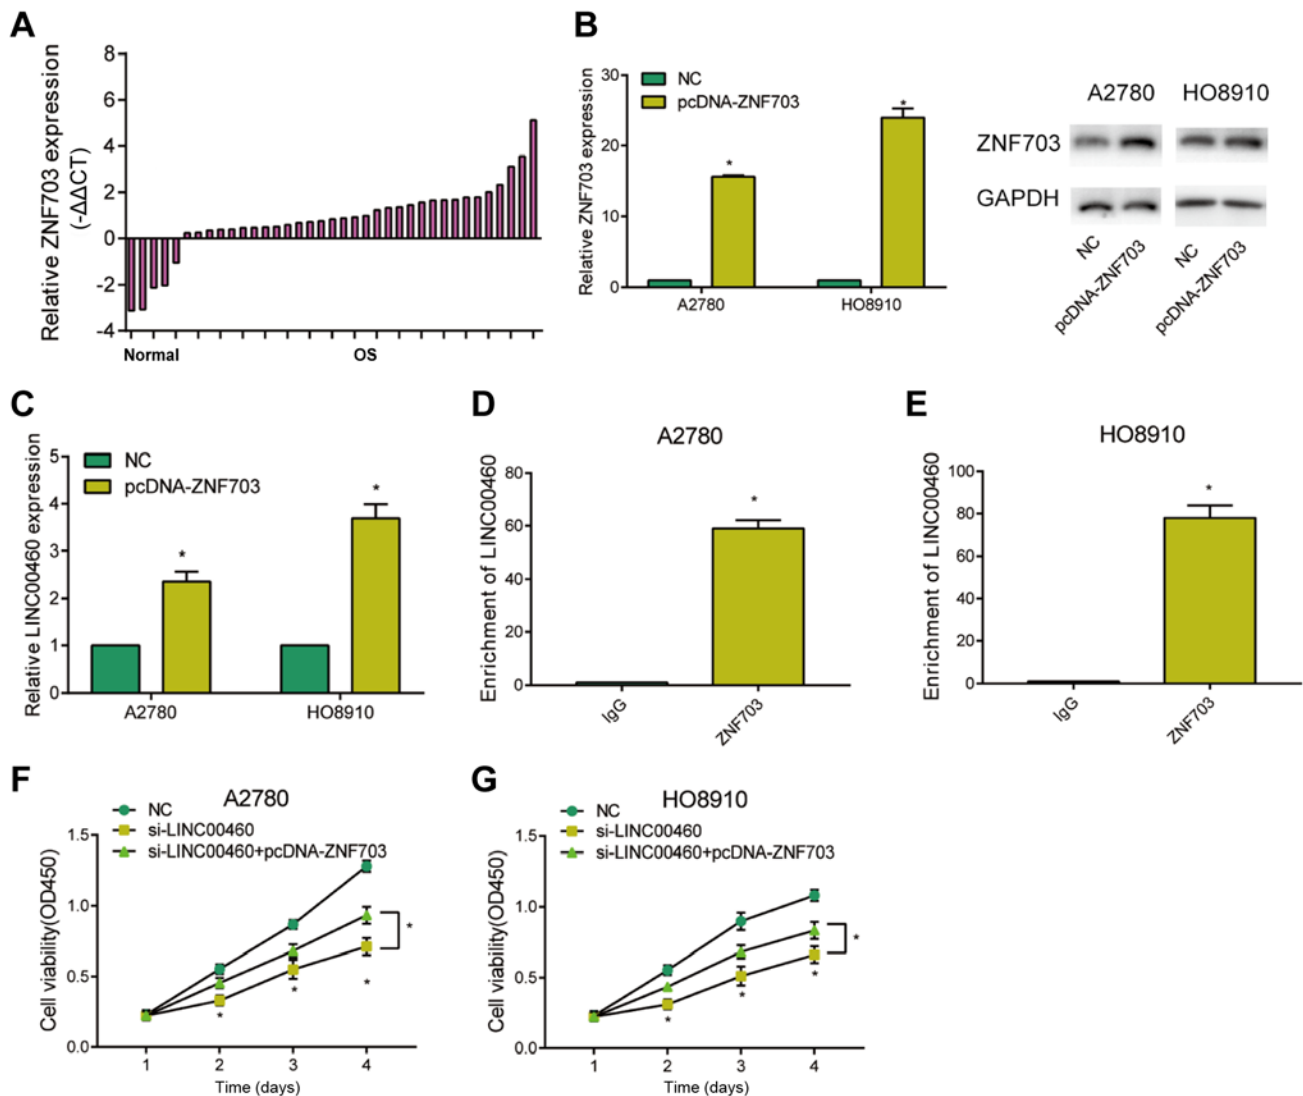 A
Relative ZNF703 expression
(-ΔΔCT)
8
6
4
2
0
-2
-4
Normal
OS
B
Relative ZNF703 expression
30
20
10
0
NC
pcDNA-ZNF703
*
*
A2780
HO8910
A2780
HO8910
ZNF703
GAPDH
NC
pcDNA-ZNF703
NC
pcDNA-ZNF703
C
Relative LINC00460 expression
5
4
3
2
1
0
NC
pcDNA-ZNF703
*
*
A2780
HO8910
D
A2780
Enrichment of LINC00460
80
60
40
20
0
*
IgG
ZNF703
E
HO8910
Enrichment of LINC00460
100
80
60
40
20
0
*
IgG
ZNF703
F
A2780
NC
si-LINC00460
si-LINC00460+pcDNA-ZNF703
Cell viability(OD450)
1.5
1.0
0.5
0.0
*
*
*
*
1 2 3 4
Time (days)
G
HO8910
NC
si-LINC00460
si-LINC00460+pcDNA-ZNF703
Cell viability(OD450)
1.5
1.0
0.5
0.0
*
*
*
*
1 2 3 4
Time (days)